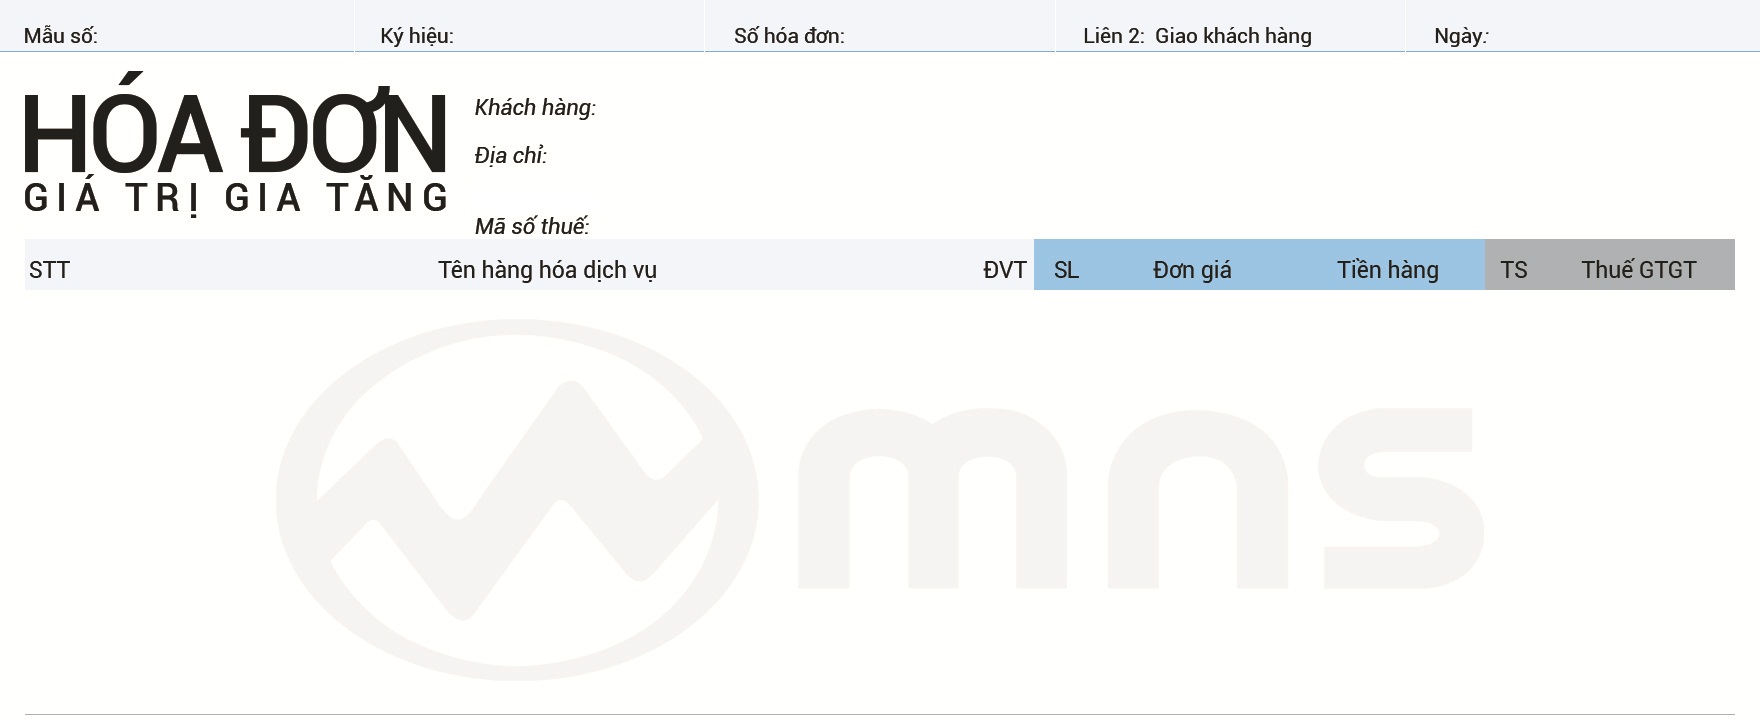 Mẫu số: Ký hiệu: Số hóa đơn: Liên 2: Giao khách hàng Ngày:
HÓA ĐƠN
GIÁ TRỊ GIA TĂNG
Khách hàng:
Địa chỉ:
Mã số thuế:
STT Tên hàng hóa dịch vụ ĐVT SL Đơn giá Tiền hàng TS Thuế GTGT
mns